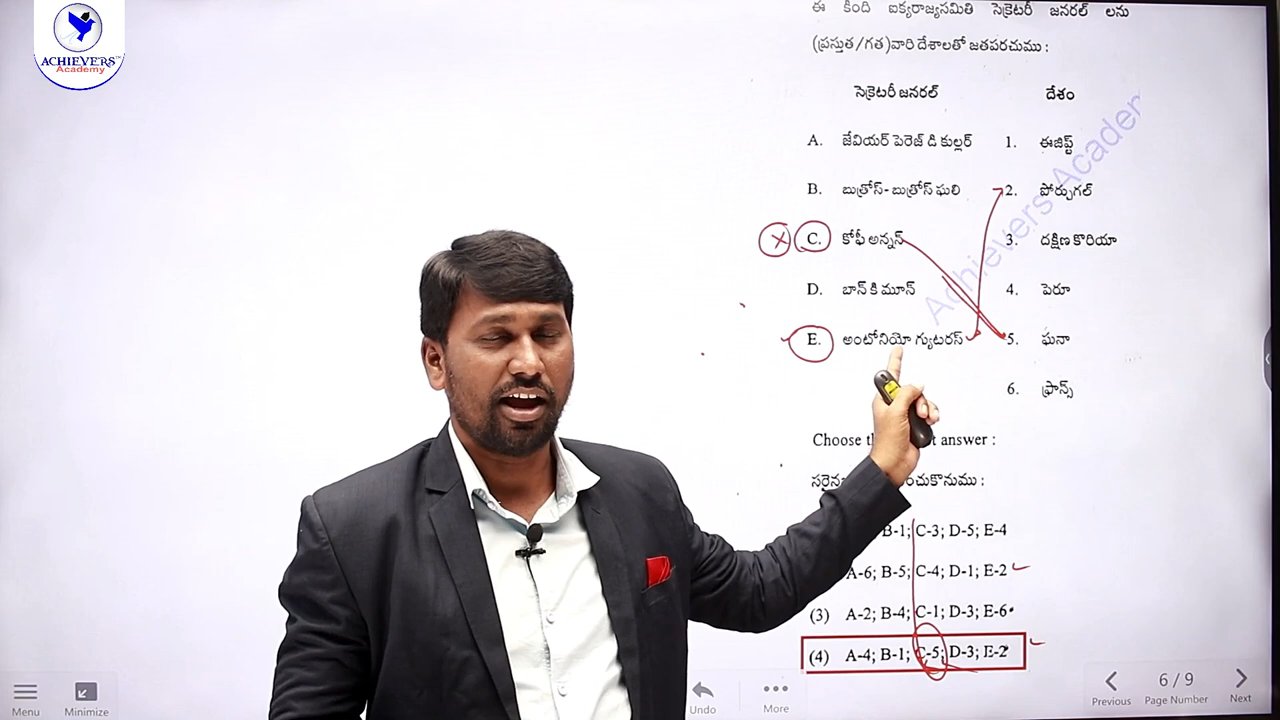 ACHIEVERS
Academy
ఈ కింది ఐక్యరాజ్యసమితి సెక్రెటరీ జనరల్ లను
(ప్రస్తుత/గత)వారి దేశాలతో జతపరచుము :
సెక్రెటరీ జనరల్ దేశం
A. జేవియర్ పెరెజ్ డి కుల్లర్ 1. ఈజిప్ట్
B. బుత్రోస్- బుత్రోస్ ఘలి 2. పోర్చుగల్
C. కోఫీ అన్నన్ 3. దక్షిణ కొరియా
D. బాన్ కి మూన్ 4. పెరూ
E. అంటోనియో గ్యుటరస్ 5. ఘనా
6. ఫ్రాన్స్
Achievers Academ
Choose answer :
B-1; C-3; D-5; E-4
A-6; B-5; C-4; D-1; E-2
(3) A-2; B-4; C-1; D-3; E-6
(4) A-4; B-1; C-5; D-3; E-2
Menu Minimize Undo More Previous 6 / 9 Page Number Next